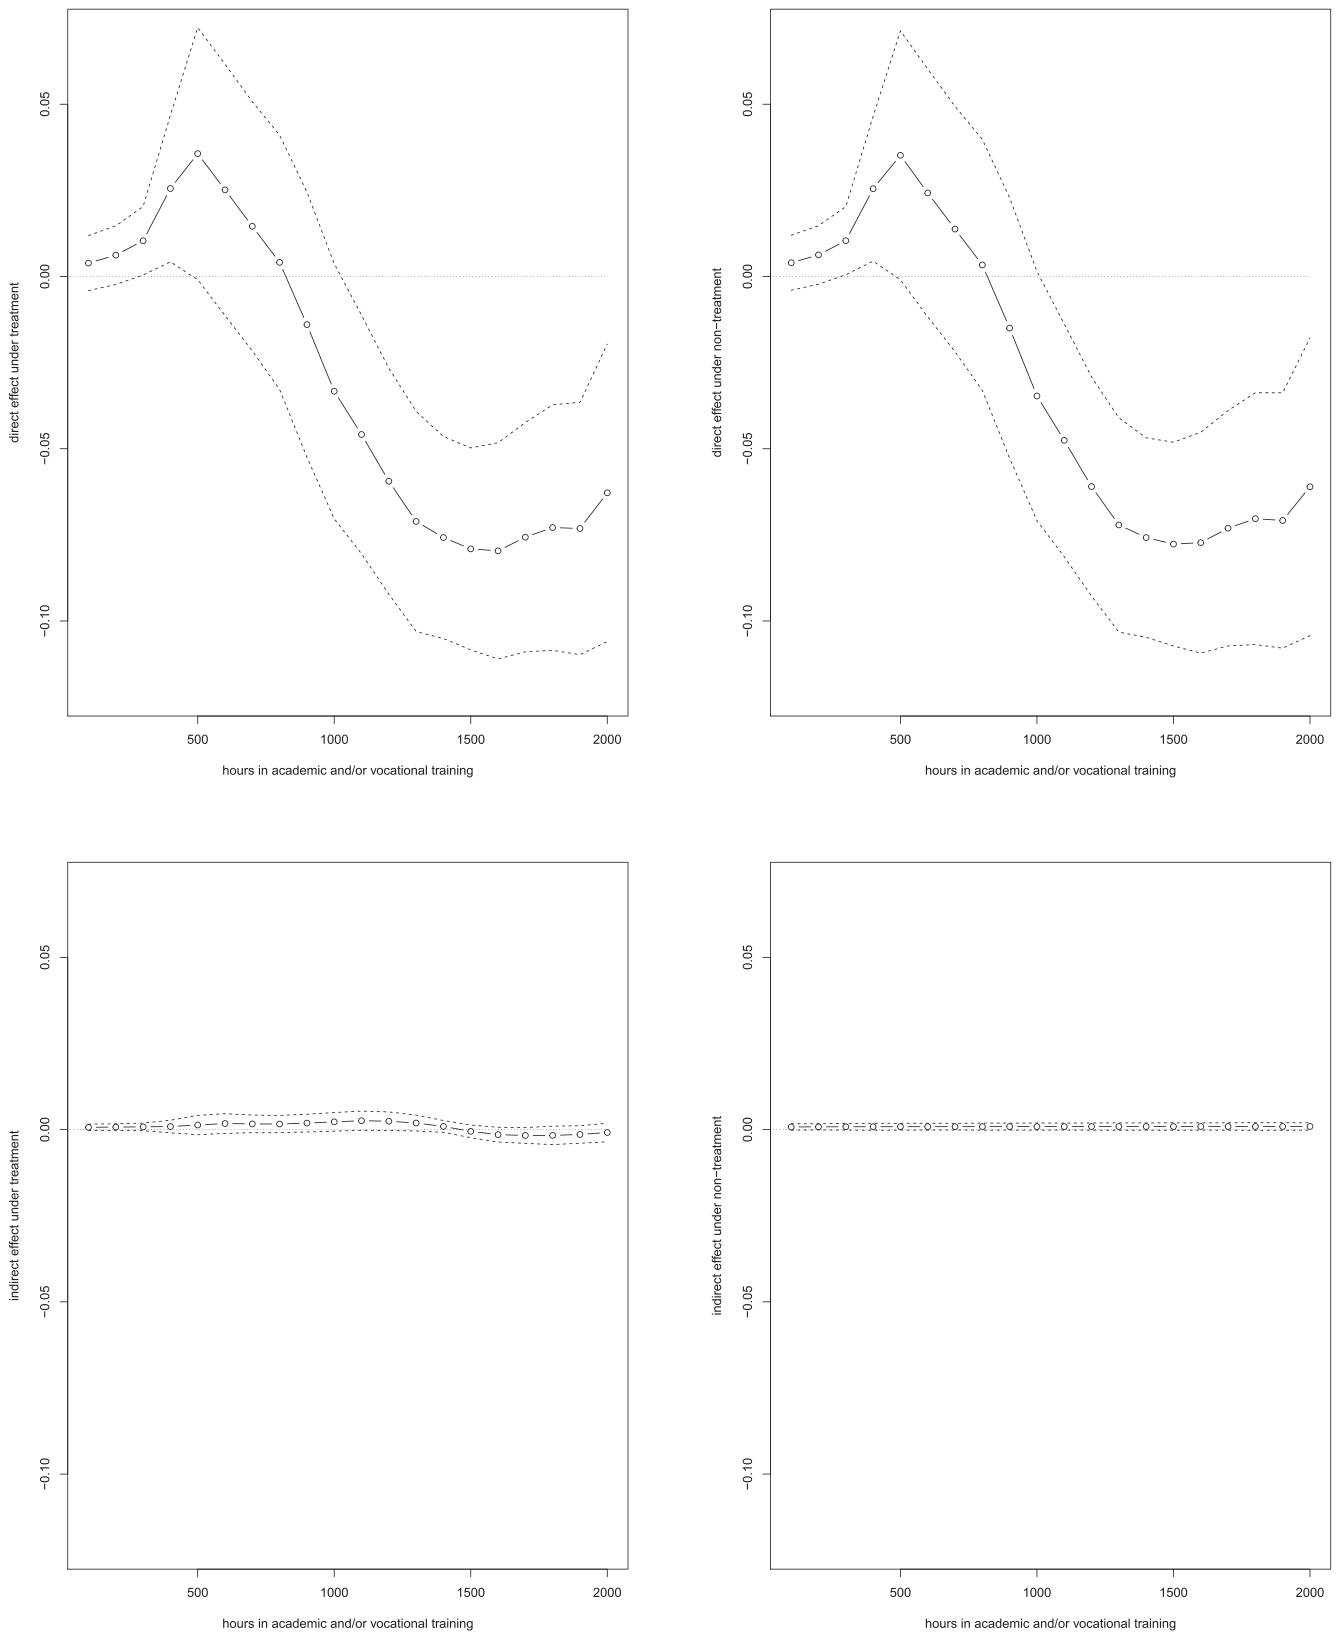 0.05
0.00
−0.05
−0.10
direct effect under treatment
500 1000 1500 2000
hours in academic and/or vocational training
0.05
0.00
−0.05
−0.10
direct effect under non−treatment
500 1000 1500 2000
hours in academic and/or vocational training
0.05
0.00
−0.05
−0.10
indirect effect under treatment
500 1000 1500 2000
hours in academic and/or vocational training
0.05
0.00
−0.05
−0.10
indirect effect under non−treatment
500 1000 1500 2000
hours in academic and/or vocational training